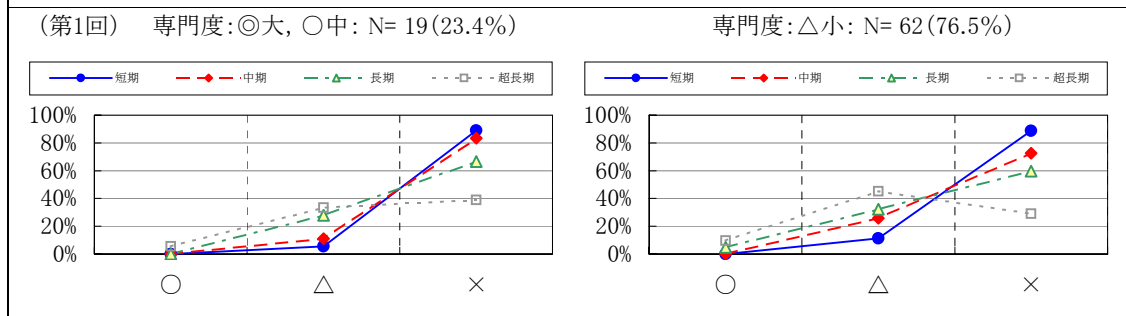 (第1回) 専門度:◎大, ○中: N= 19(23.4%)
短期 中期 長期 超長期
100%
80%
60%
40%
20%
0%
○ △ ×
専門度:△小: N= 62(76.5%)
短期 中期 長期 超長期
100%
80%
60%
40%
20%
0%
○ △ ×